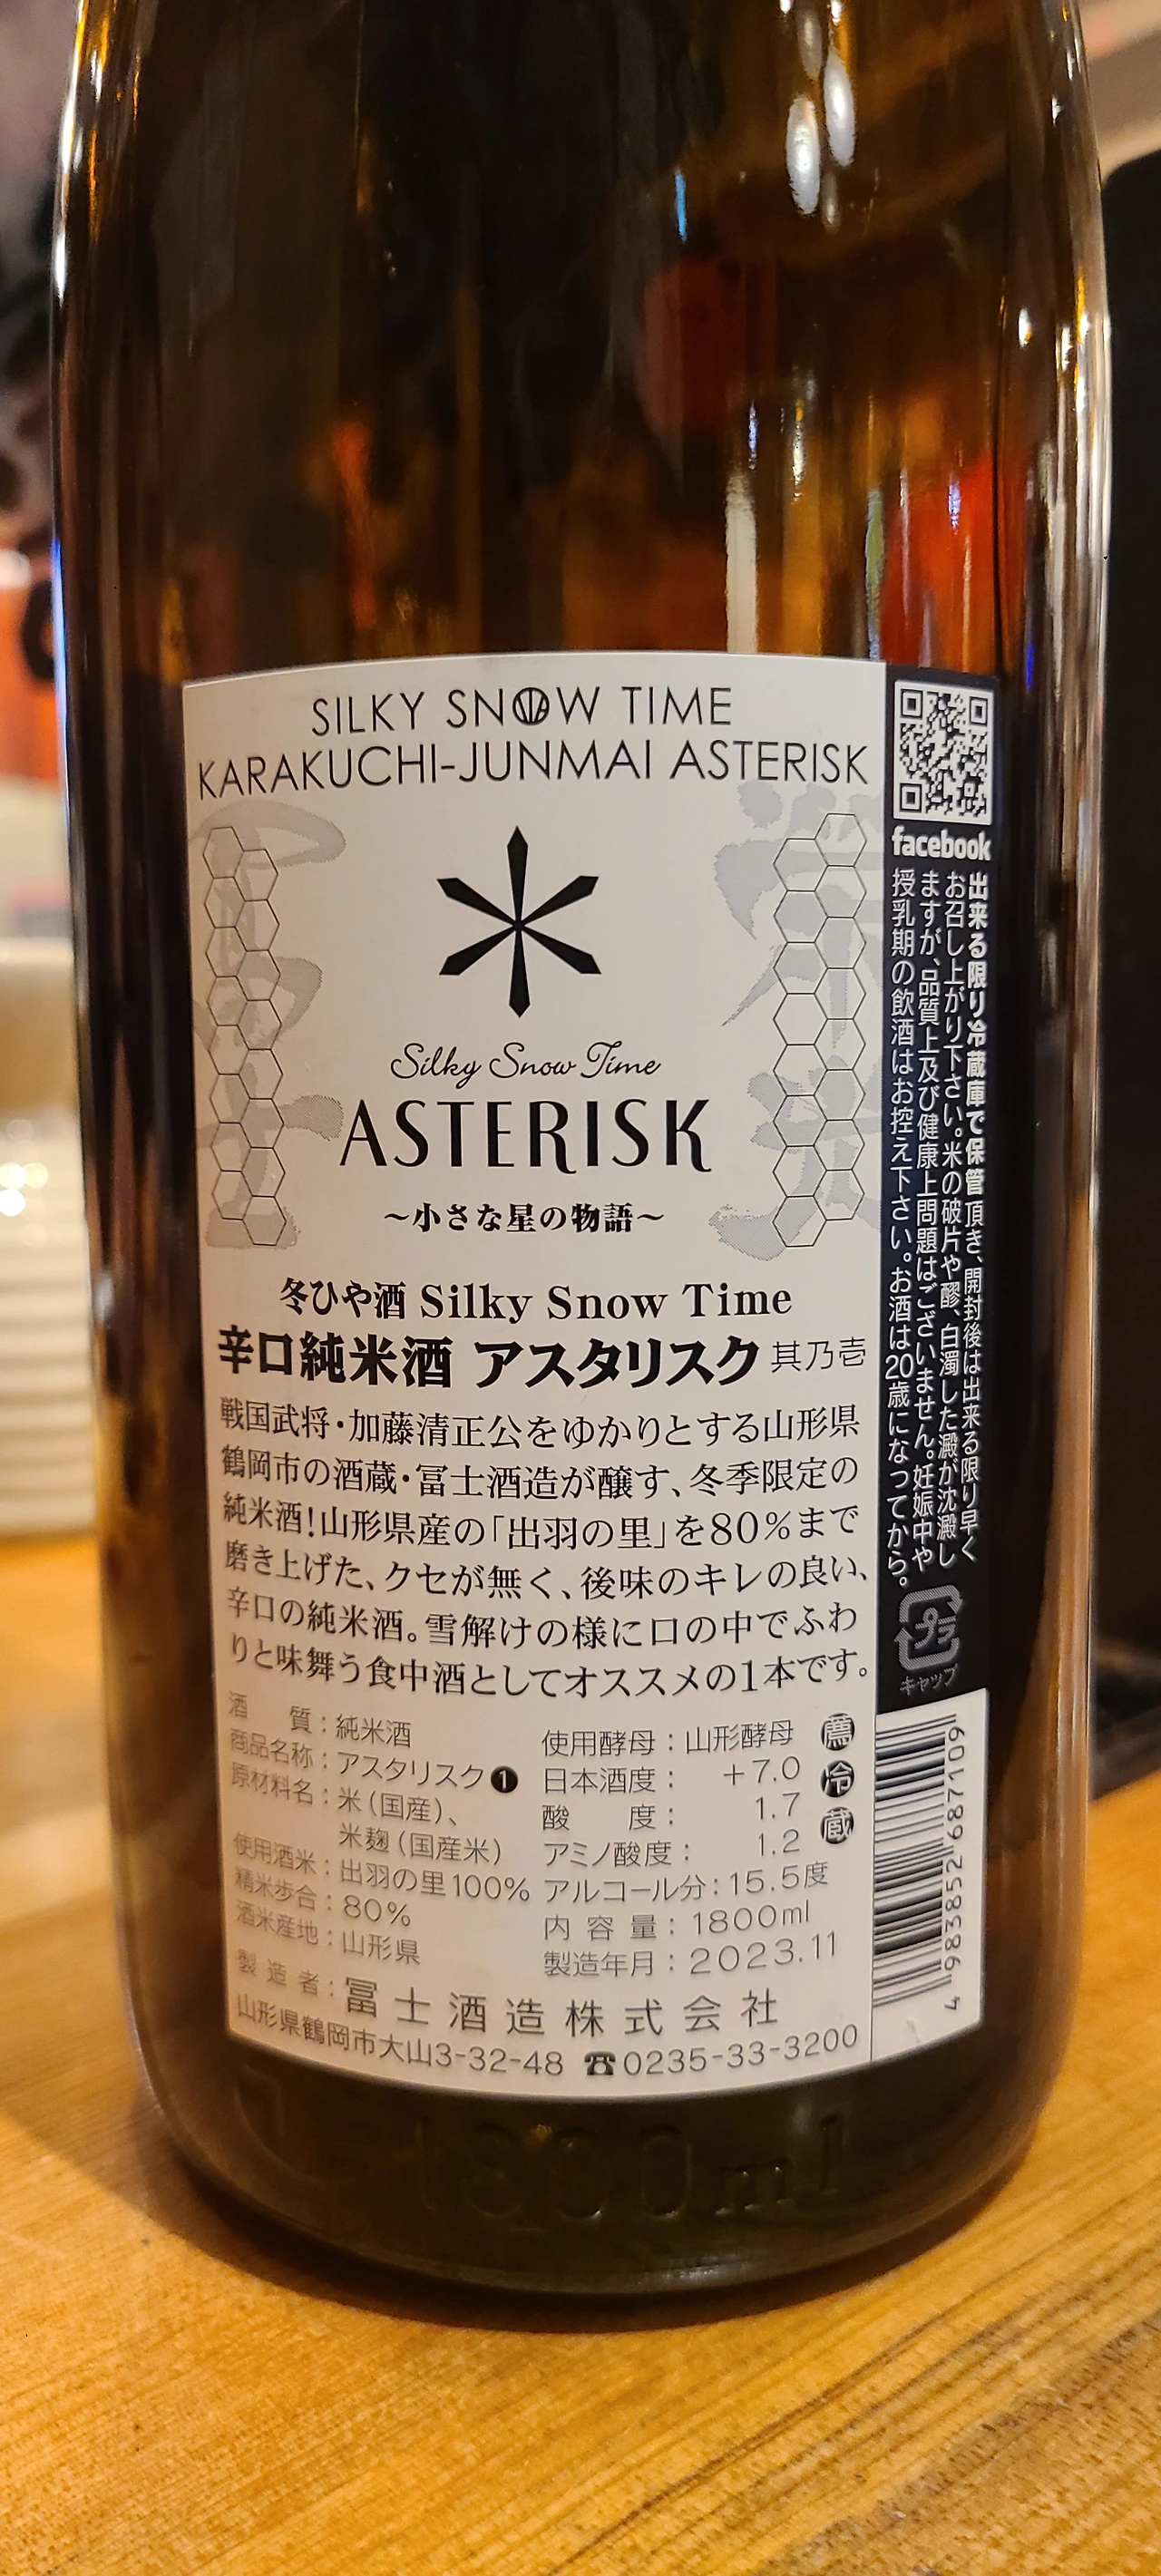 SILKY SNOW TIME
KARAKUCHI-JUNMAI ASTERISK
Silky Snow Time
ASTERISK
～小さな星の物語～
冬ひや酒 Silky Snow Time
辛口純米酒 アスタリスク 其乃壱
戦国武将・加藤清正公をゆかりとする山形県
鶴岡市の酒蔵・冨士酒造が醸す、冬季限定の
純米酒!山形県産の「出羽の里」を80%まで
磨き上げた、クセが無く、後味のキレの良い、
辛口の純米酒。雪解けの様に口の中でふわ
りと味舞う食中酒としてオススメの1本です。
酒 質：純米酒
商品名称：アスタリスク❶
原材料名：米（国産）、
米麹（国産米）
使用酒米：出羽の里100%
精米歩合：80%
酒米産地：山形県
使用酵母：山形酵母
日本酒度： +7.0
酸 度： 1.7
アミノ酸度： 1.2
アルコール分：15.5度
内 容 量：1800ml
製造年月：2023.11
要冷蔵
製 造 者：冨士酒造株式会社
山形県鶴岡市大山3-32-48 ☎0235-33-3200
facebook
出来る限り冷蔵庫で保管頂き、開封後は出来る限り早く
お召し上がり下さい。米の破片や醪、白濁した澱が沈澱し
ますが、品質上及び健康上問題はございません。妊娠中や
授乳期の飲酒はお控え下さい。お酒は20歳になってから。
プラ
キャップ
4 983852 687109
1800ml